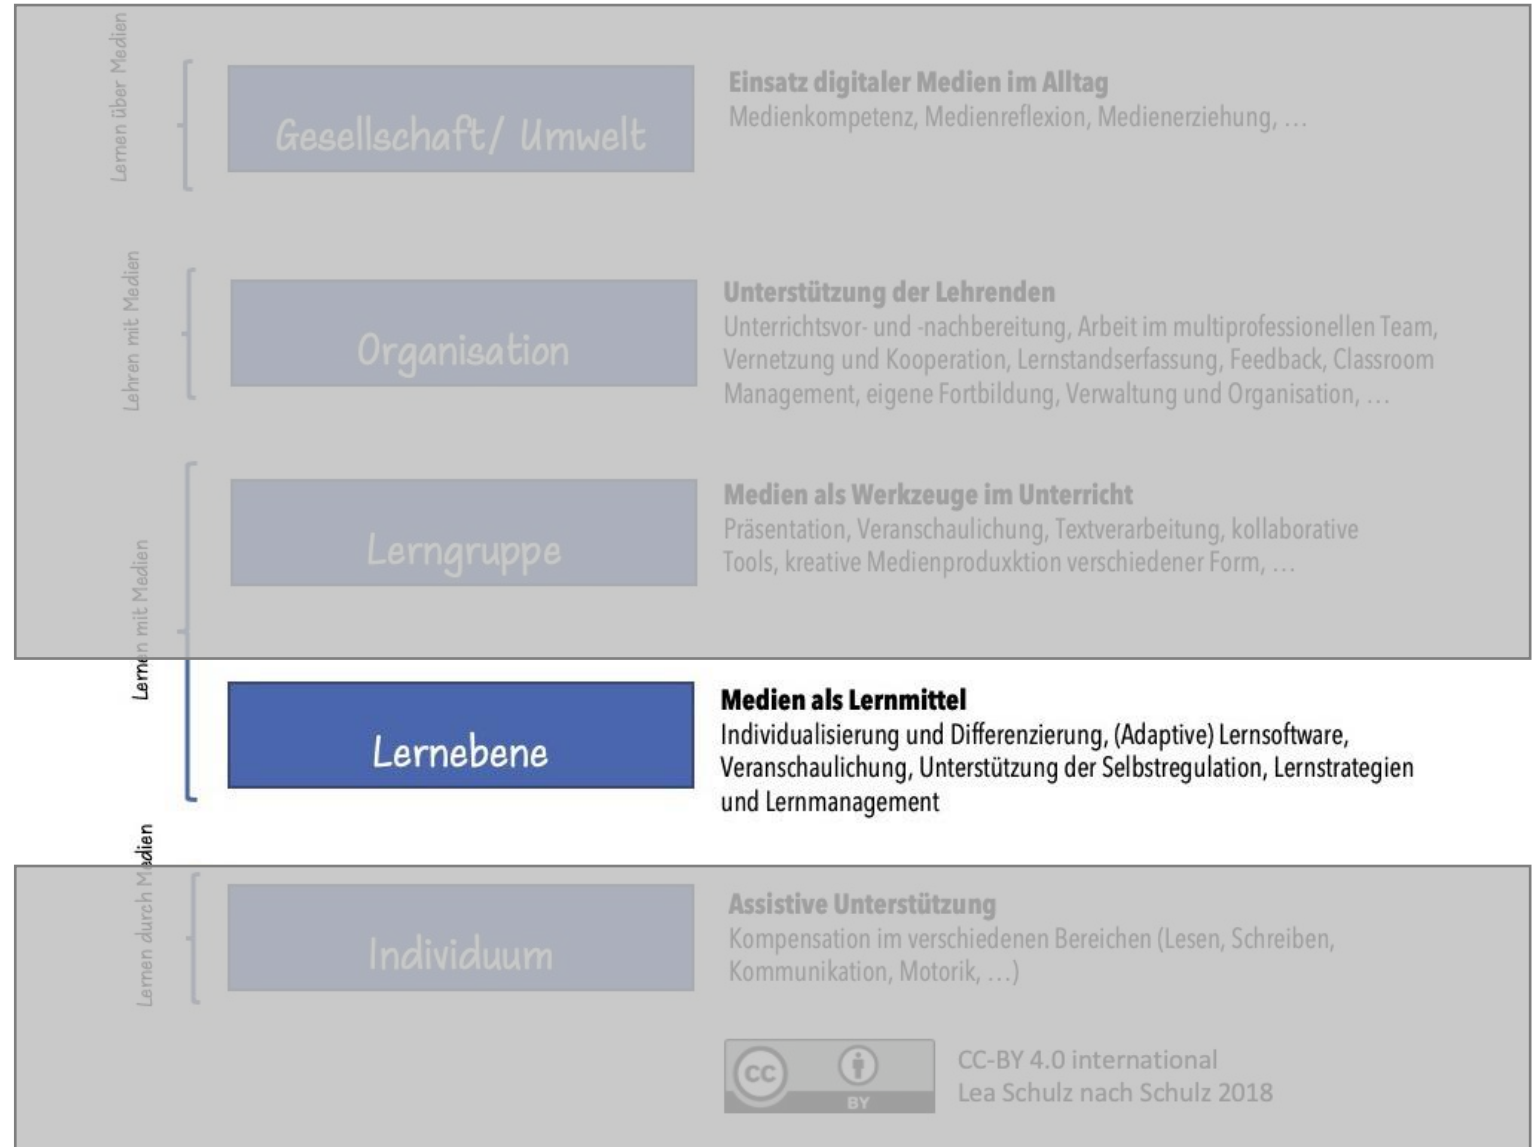 Lernen über Medien
Gesellschaft/ Umwelt
Einsatz digitaler Medien im Alltag
Medienkompetenz, Medienreflexion, Medienerziehung, …
Lehren mit Medien
Organisation
Unterstützung der Lehrenden
Unterrichtsvor- und -nachbereitung, Arbeit im multiprofessionellen Team,
Vernetzung und Kooperation, Lernstandserfassung, Feedback, Classroom
Management, eigene Fortbildung, Verwaltung und Organisation, …
Lernen mit Medien
Lerngruppe
Medien als Werkzeuge im Unterricht
Präsentation, Veranschaulichung, Textverarbeitung, kollaborative
Tools, kreative Medienproduxktion verschiedener Form, …
Lernebene
Medien als Lernmittel
Individualisierung und Differenzierung, (Adaptive) Lernsoftware,
Veranschaulichung, Unterstützung der Selbstregulation, Lernstrategien
und Lernmanagement
Lernen durch Medien
Individuum
Assistive Unterstützung
Kompensation im verschiedenen Bereichen (Lesen, Schreiben,
Kommunikation, Motorik, …)
cc
BY
CC-BY 4.0 international
Lea Schulz nach Schulz 2018